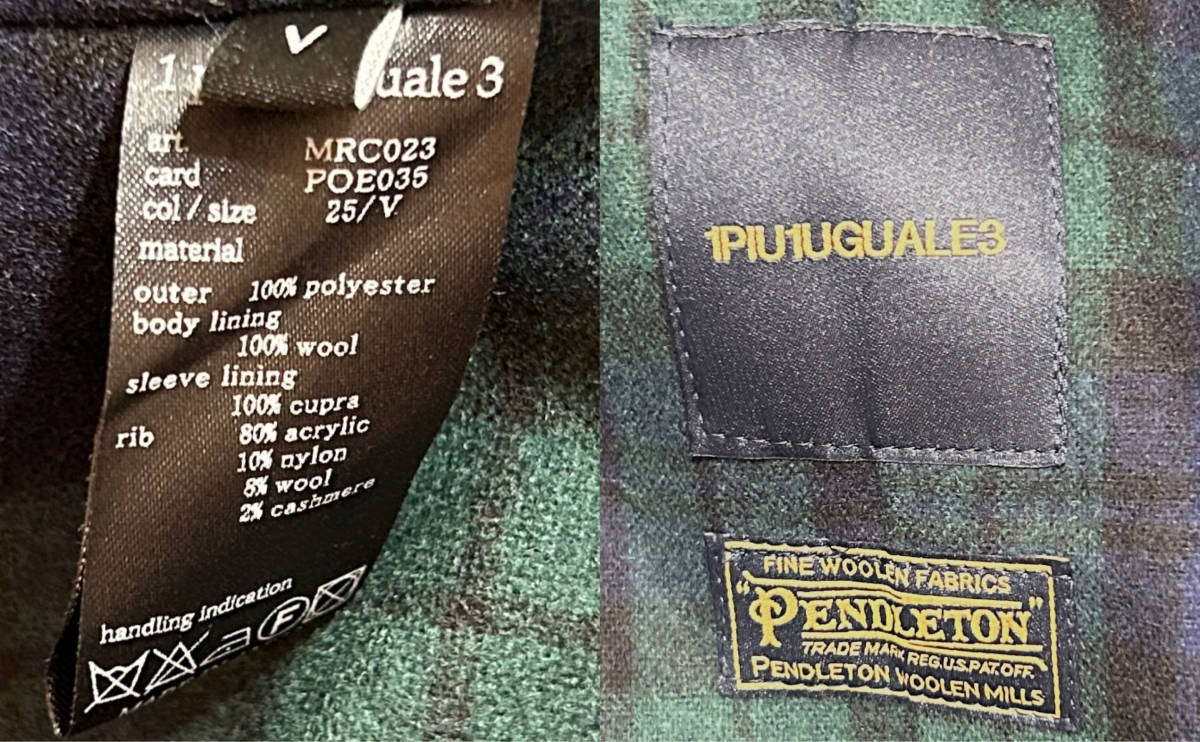 V
uale 3
art. MRC023
card POE035
col / size 25/V
material
outer 100% polyester
body lining
100% wool
sleeve lining
100% cupra
rib 80% acrylic
10% nylon
8% wool
2% cashmere
handling indication
F
1PIU1UGUALE3
FINE WOOLEN FABRICS
"PENDLETON"
TRADE MARK REG.U.S.PAT.OFF.
PENDLETON WOOLEN MILLS